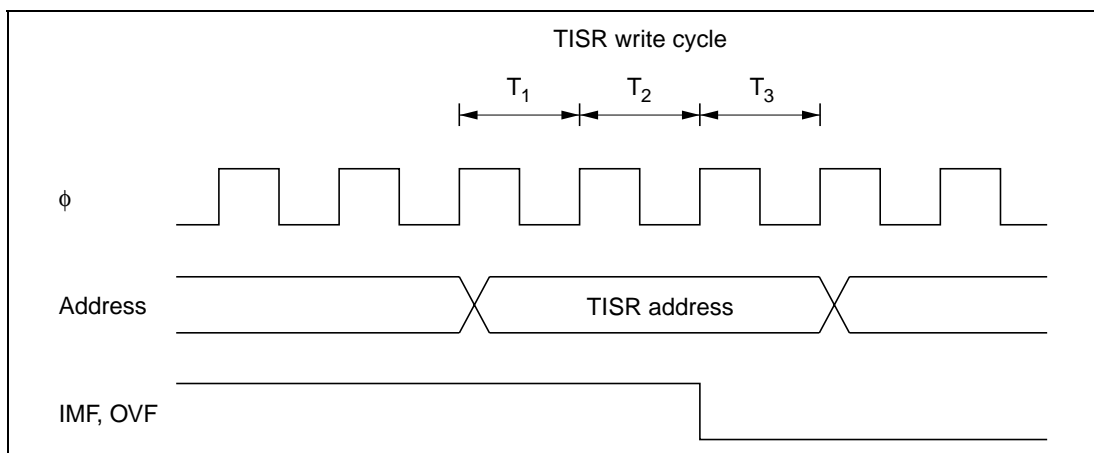 TISR write cycle
T1 T2 T3
φ
Address TISR address
IMF, OVF